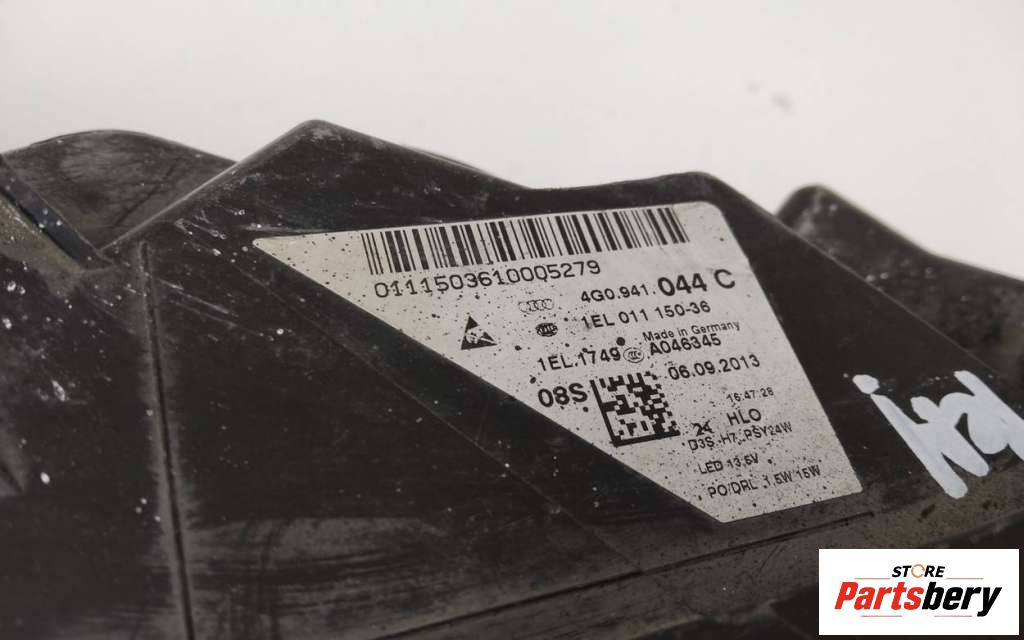 0111503610005279
4G0.941.044 C
1EL 011 150-36
Made in Germany
1EL.1749 A046345
08S 06.09.2013
16:47:28
24 HLO
D3S, H7, PSY24W
LED 13,5V
PO/DRL 1.5W 15W
STORE
Partsbery